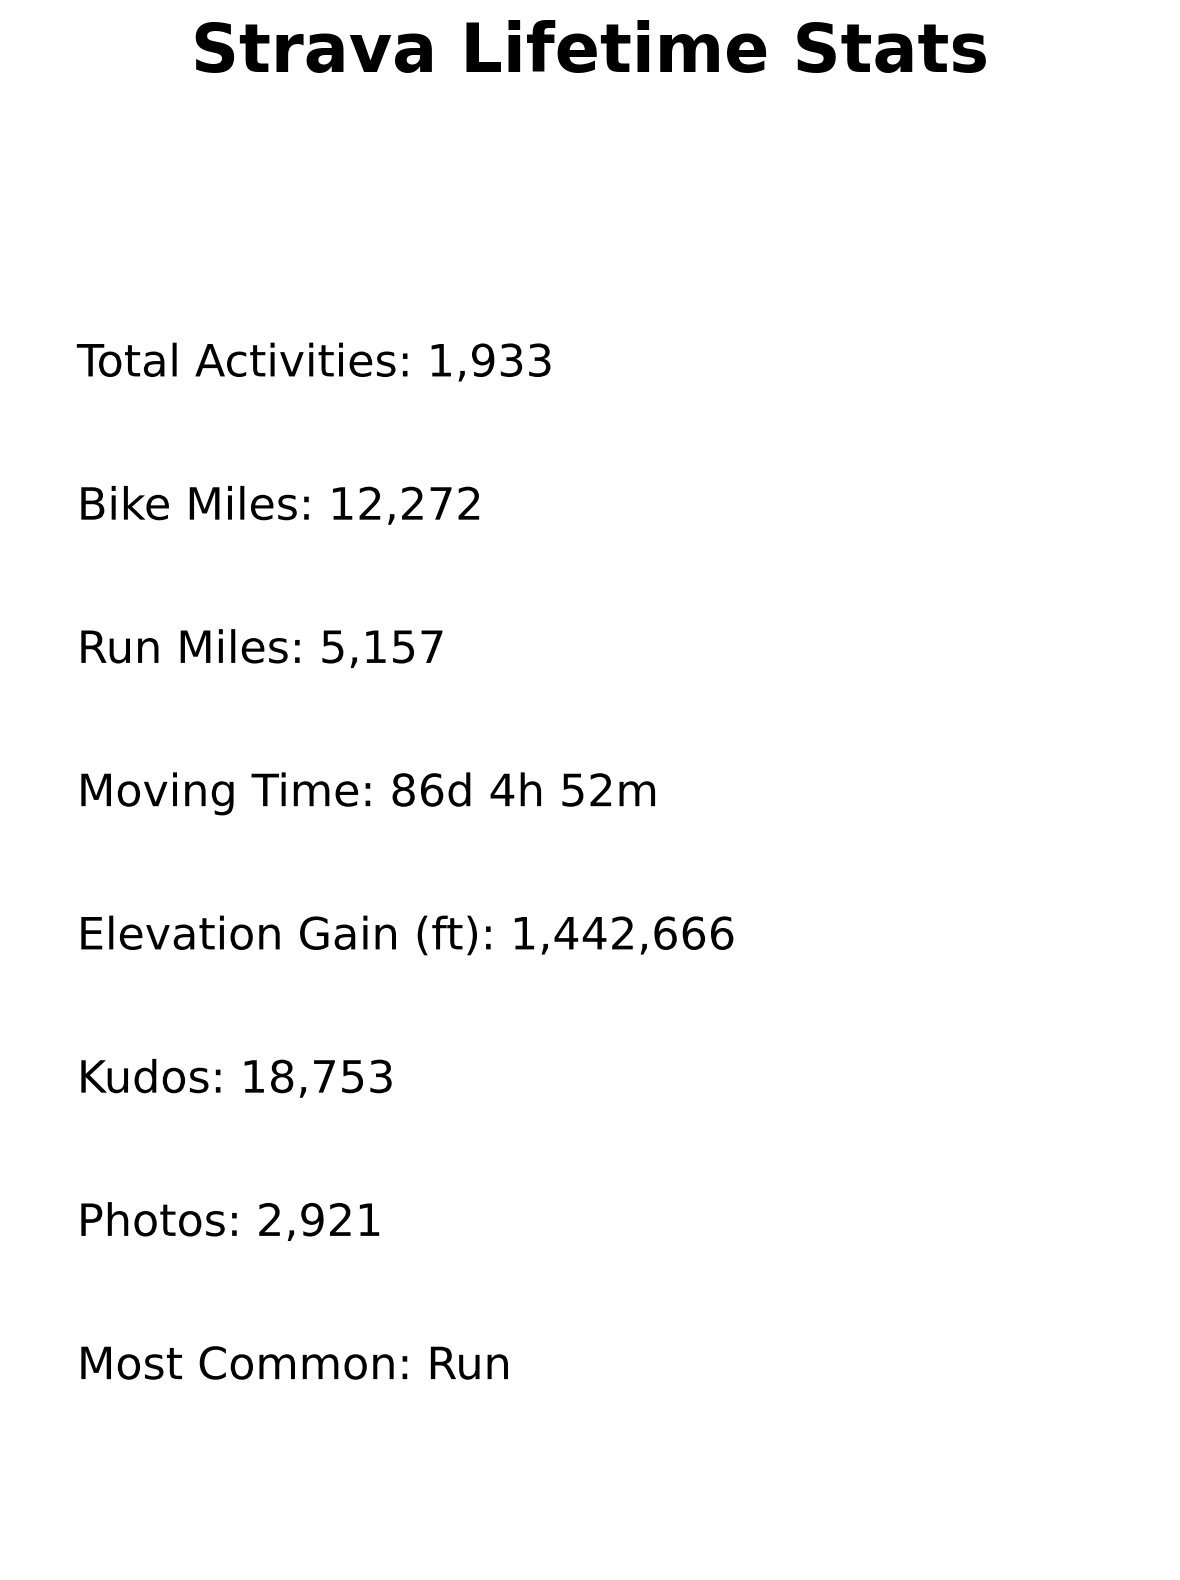 Strava Lifetime Stats
Total Activities: 1,933
Bike Miles: 12,272
Run Miles: 5,157
Moving Time: 86d 4h 52m
Elevation Gain (ft): 1,442,666
Kudos: 18,753
Photos: 2,921
Most Common: Run